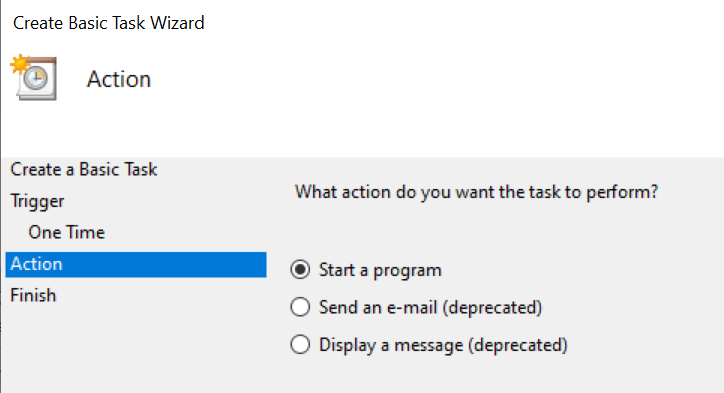 Create Basic Task Wizard
Action
Create a Basic Task
Trigger
One Time
Action
Finish
What action do you want the task to perform?
Start a program
Send an e-mail (deprecated)
Display a message (deprecated)